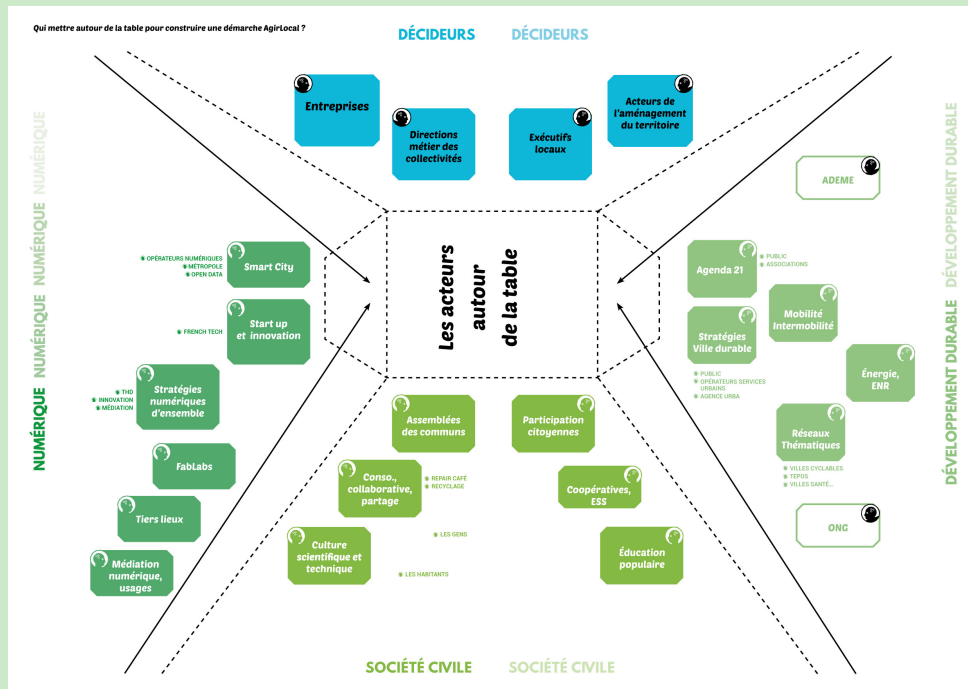 Qui mettre autour de la table pour construire une démarche AgirLocal ?
DÉCIDEURS DÉCIDEURS
Entreprises
Directions
métier des
collectivités
Exécutifs
locaux
Acteurs de
l'aménagement
du territoire
NUMÉRIQUE NUMÉRIQUE NUMÉRIQUE NUMÉRIQUE
OPÉRATEURS NUMÉRIQUES
MÉTROPOLE
OPEN DATA
Smart City
FRENCH TECH
Start up
et innovation
THD
INNOVATION
MÉDIATION
Stratégies
numériques
d'ensemble
FabLabs
Tiers lieux
Médiation
numérique,
usages
Les acteurs
autour
de la table
ADEME
Agenda 21
PUBLIC
ASSOCIATIONS
Mobilité
Intermobilité
Stratégies
Ville durable
PUBLIC
OPÉRATEURS SERVICES
URBAINS
AGENCE URBA
Énergie,
ENR
Réseaux
Thématiques
VILLES CYCLABLES
TEPOS
VILLES SANTÉ...
ONG
DÉVELOPPEMENT DURABLE DÉVELOPPEMENT DURABLE
Assemblées
des communs
Participation
citoyennes
Conso.,
collaborative,
partage
REPAIR CAFÉ
RECYCLAGE
Coopératives,
ESS
LES GENS
Culture
scientifique et
technique
LES HABITANTS
Éducation
populaire
SOCIÉTÉ CIVILE SOCIÉTÉ CIVILE